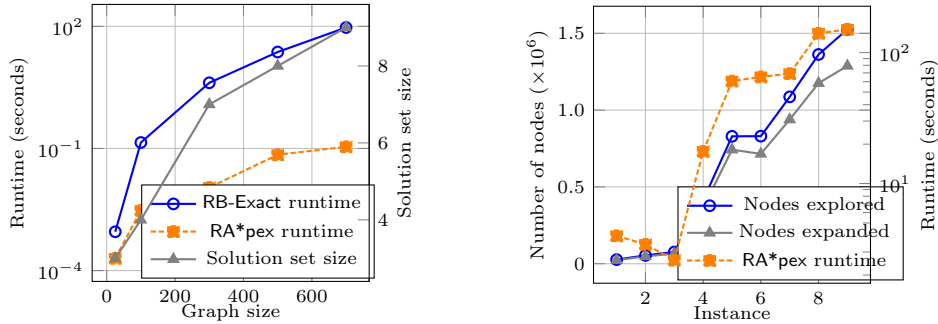 Runtime (seconds)
10^2
10^−1
10^−4
0
200
400
600
Graph size
8
6
4
Solution set size
RB-Exact runtime
RA*pex runtime
Solution set size
Number of nodes (×10^6)
1.5
1.0
0.5
0
2
4
6
8
Instance
10^2
10^1
Runtime (seconds)
Nodes explored
Nodes expanded
RA*pex runtime